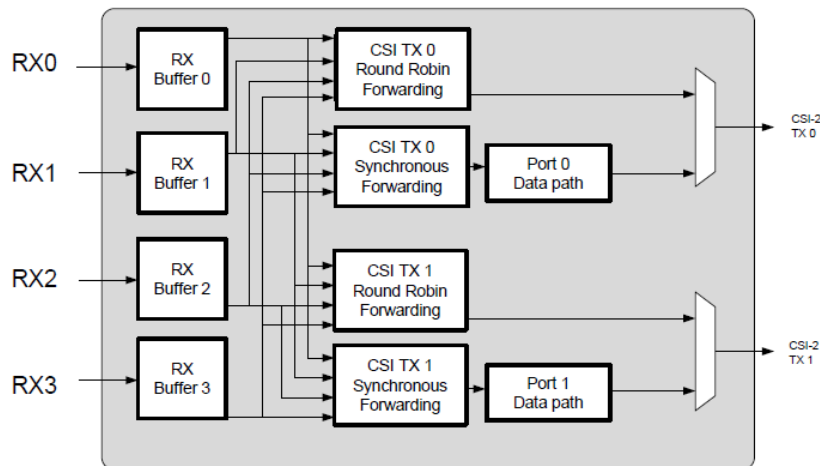 RX0
RX
Buffer 0
CSI TX 0
Round Robin
Forwarding
CSI-2
TX 0
RX1
RX
Buffer 1
CSI TX 0
Synchronous
Forwarding
Port 0
Data path
RX2
RX
Buffer 2
CSI TX 1
Round Robin
Forwarding
CSI-2
TX 1
RX3
RX
Buffer 3
CSI TX 1
Synchronous
Forwarding
Port 1
Data path